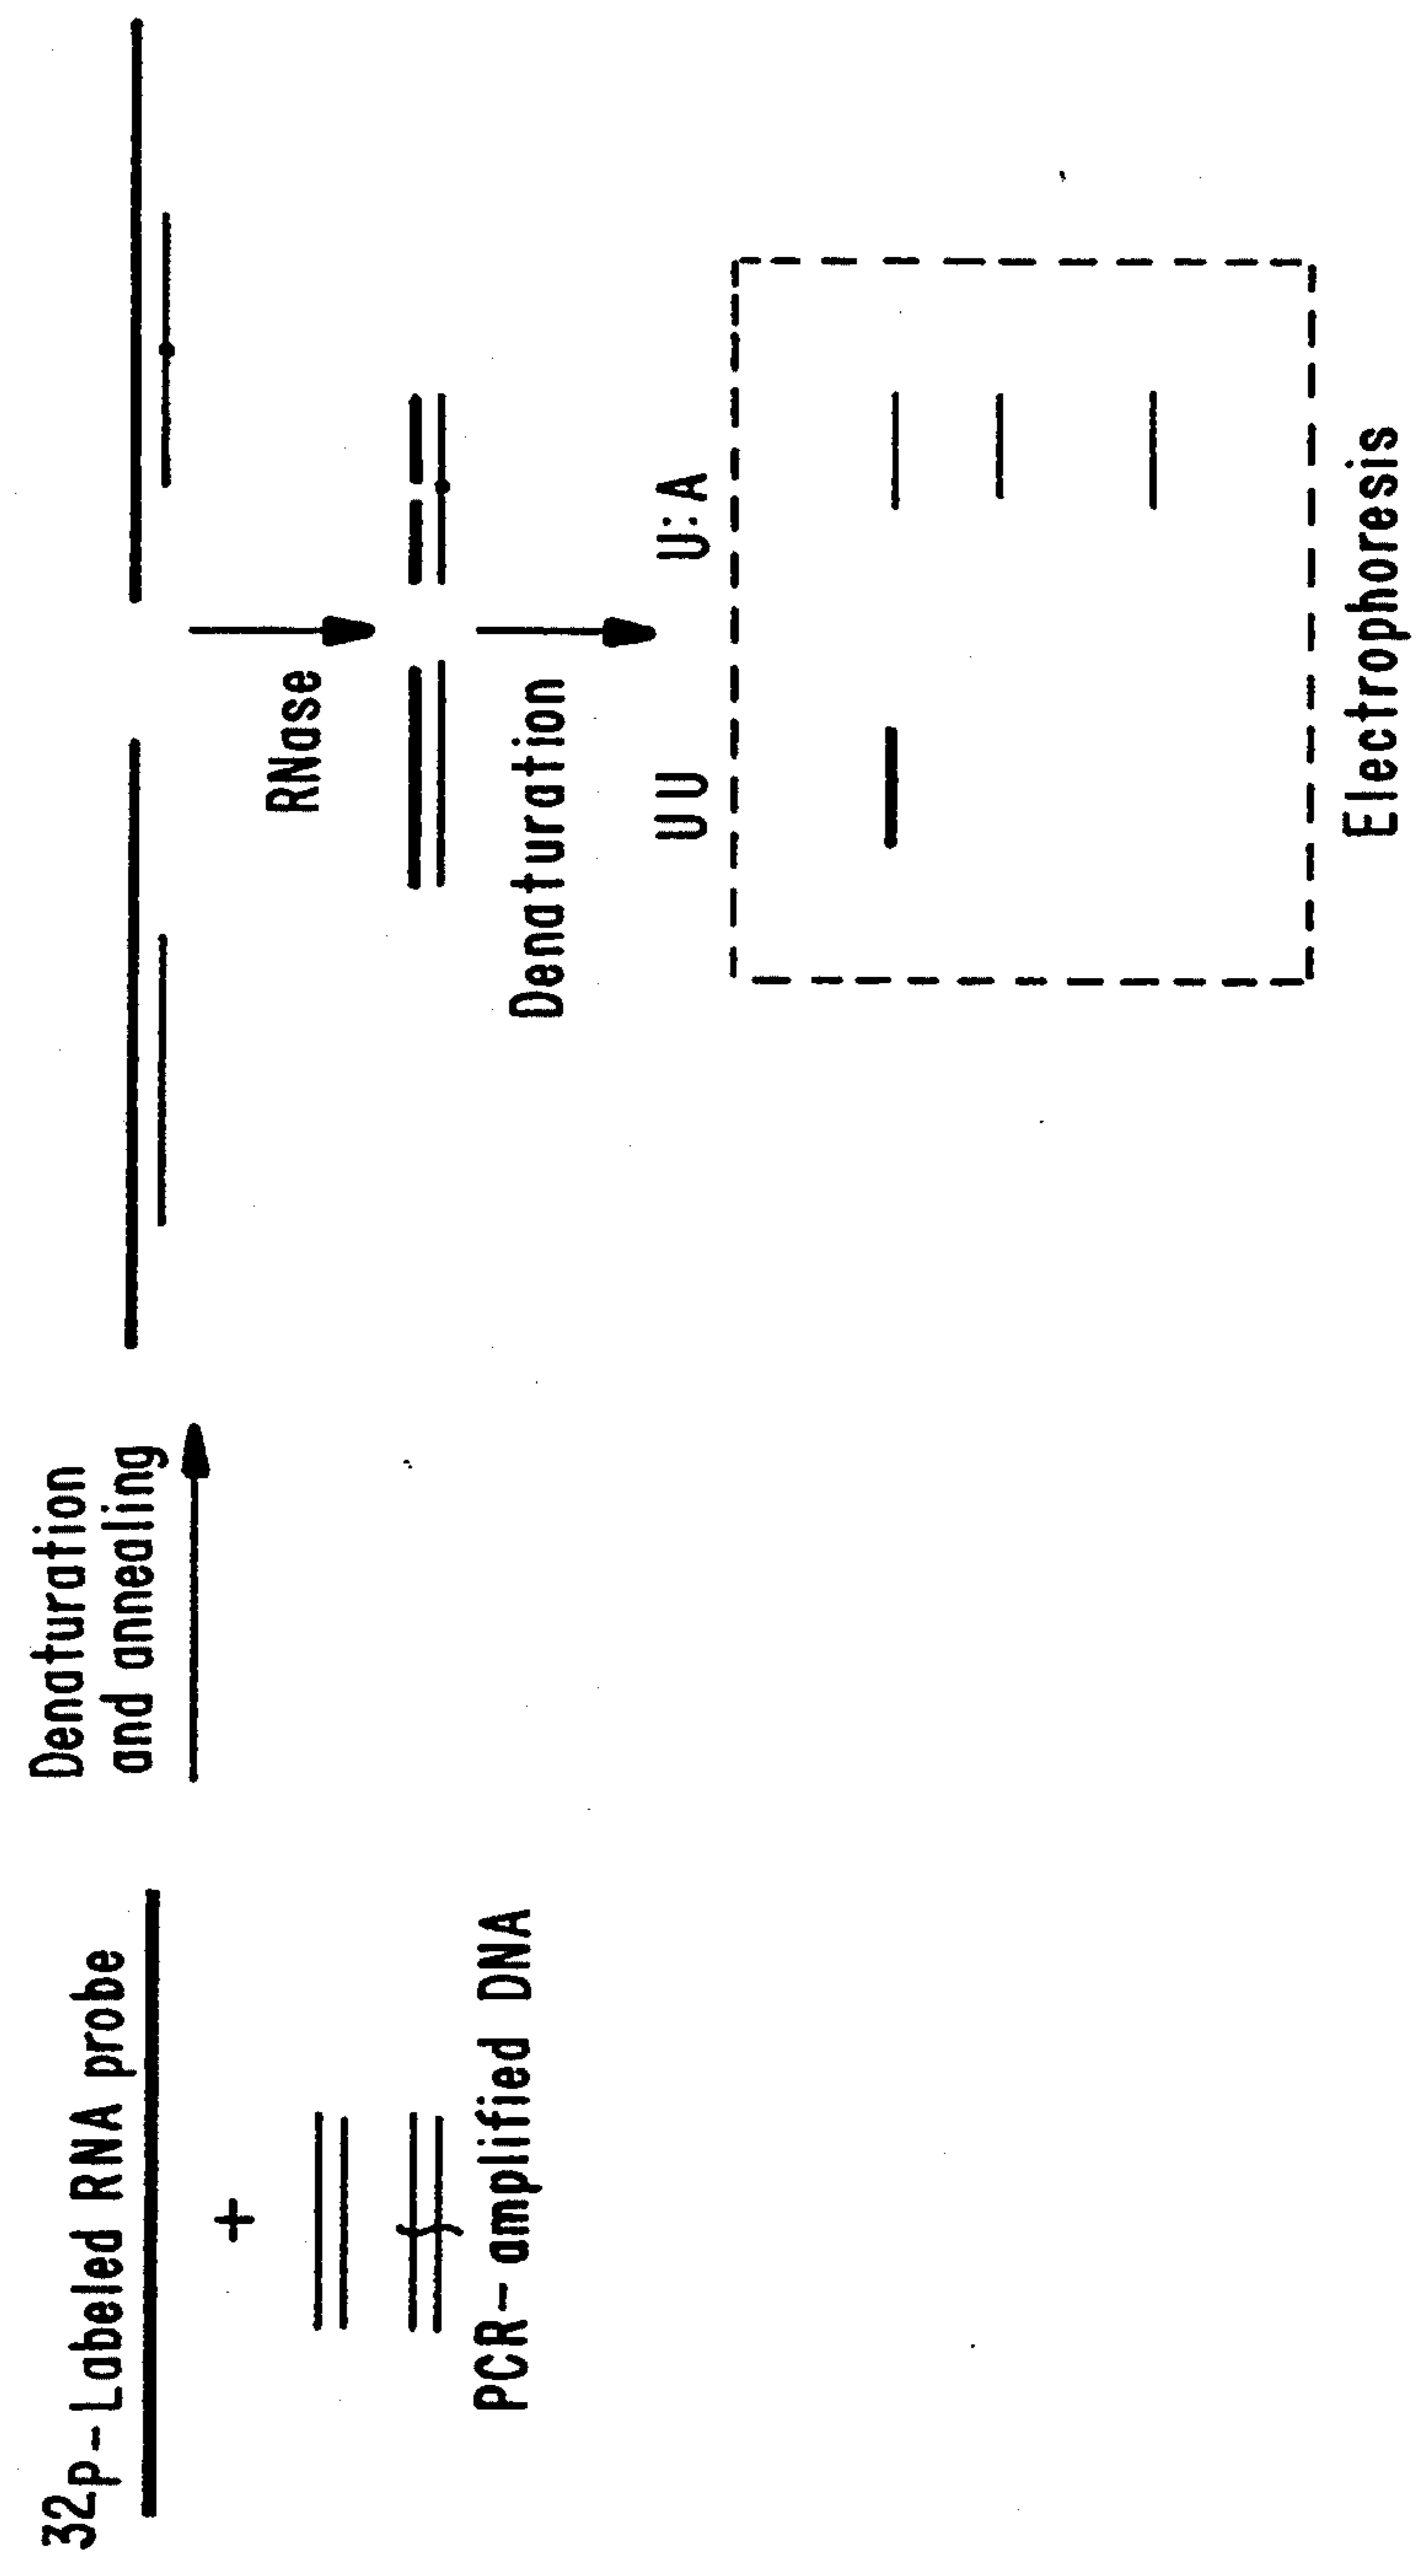 32P-Labeled RNA probe
+
PCR-amplified DNA
Denaturation
and annealing
RNase
Denaturation
UU U:A
Electrophoresis